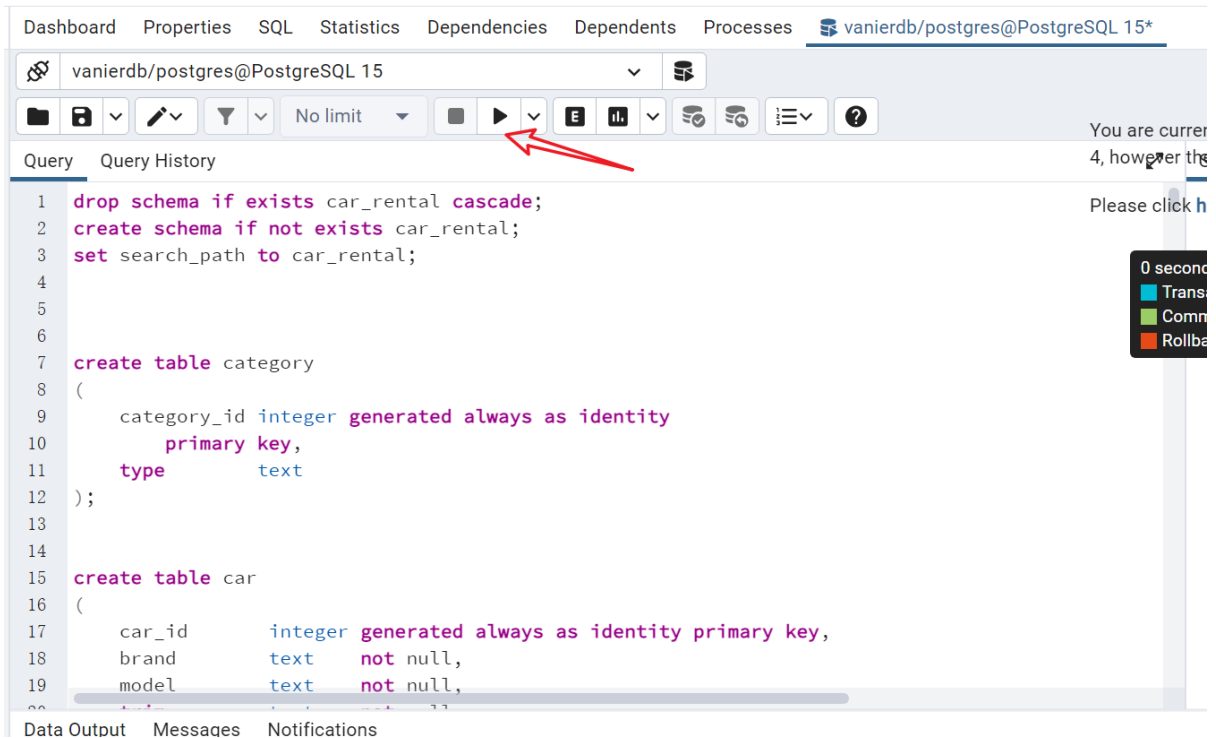 Dashboard Properties SQL Statistics Dependencies Dependents Processes vanierdb/postgres@PostgreSQL 15*
vanierdb/postgres@PostgreSQL 15
No limit
E
You are curren
Query Query History
4, however the
Please click h
1 drop schema if exists car_rental cascade;
2 create schema if not exists car_rental;
3 set search_path to car_rental;
0 second
4
Transa
5
Comm
6
Rollba
7 create table category
8 (
9 category_id integer generated always as identity
10 primary key,
11 type text
12 );
13
14
15 create table car
16 (
17 car_id integer generated always as identity primary key,
18 brand text not null,
19 model text not null,
Data Output Messages Notifications